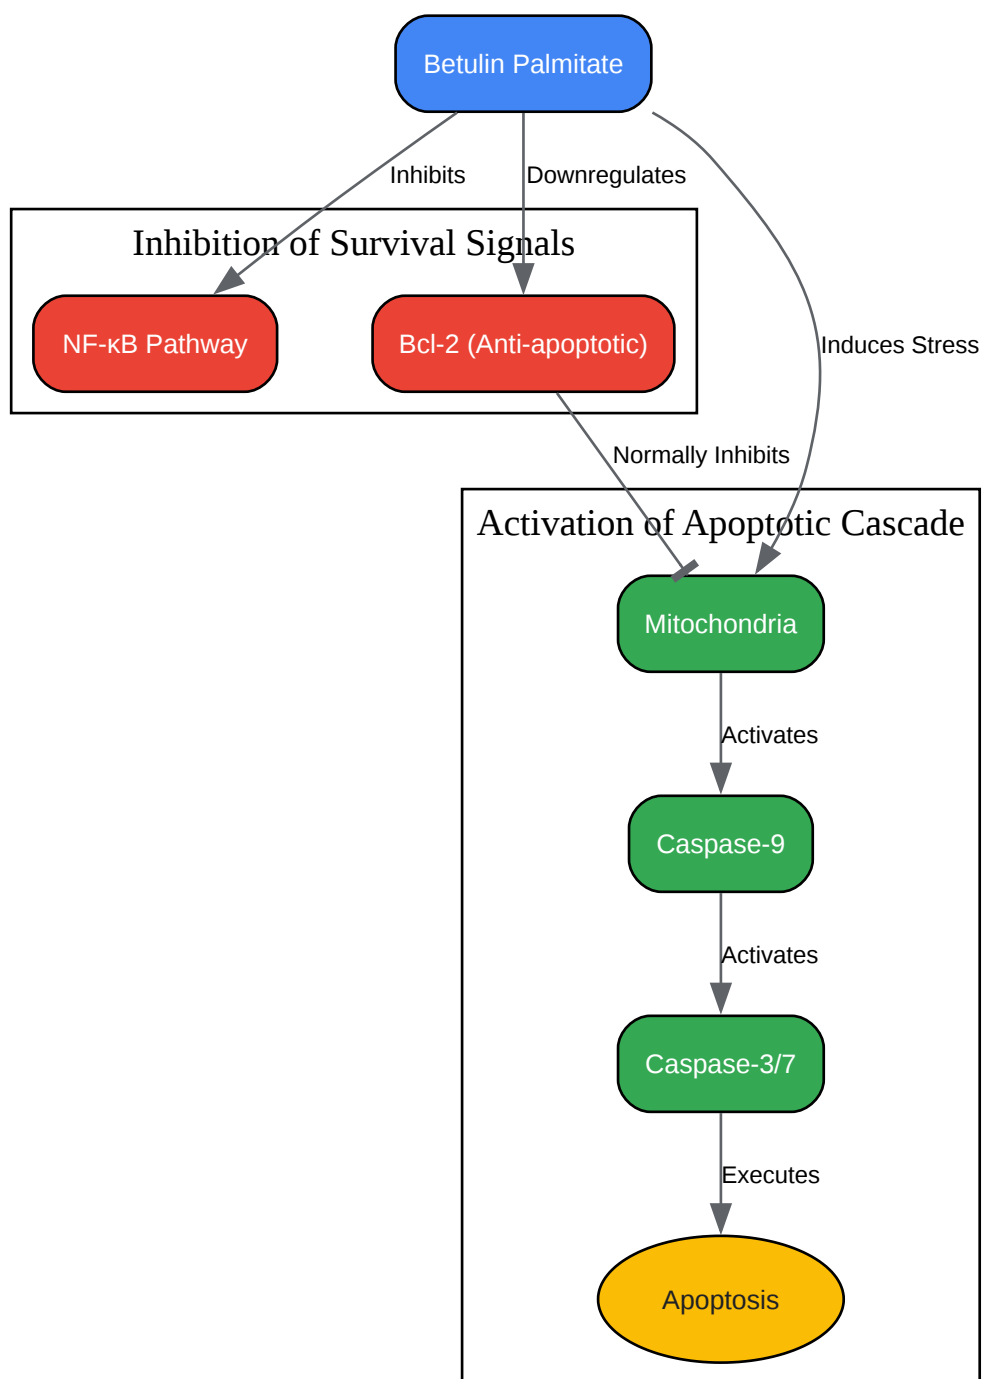 Betulin Palmitate
Inhibits
Downregulates
Inhibition of Survival Signals
NF-κB Pathway
Bcl-2 (Anti-apoptotic)
Induces Stress
Normally Inhibits
Activation of Apoptotic Cascade
Mitochondria
Activates
Caspase-9
Activates
Caspase-3/7
Executes
Apoptosis